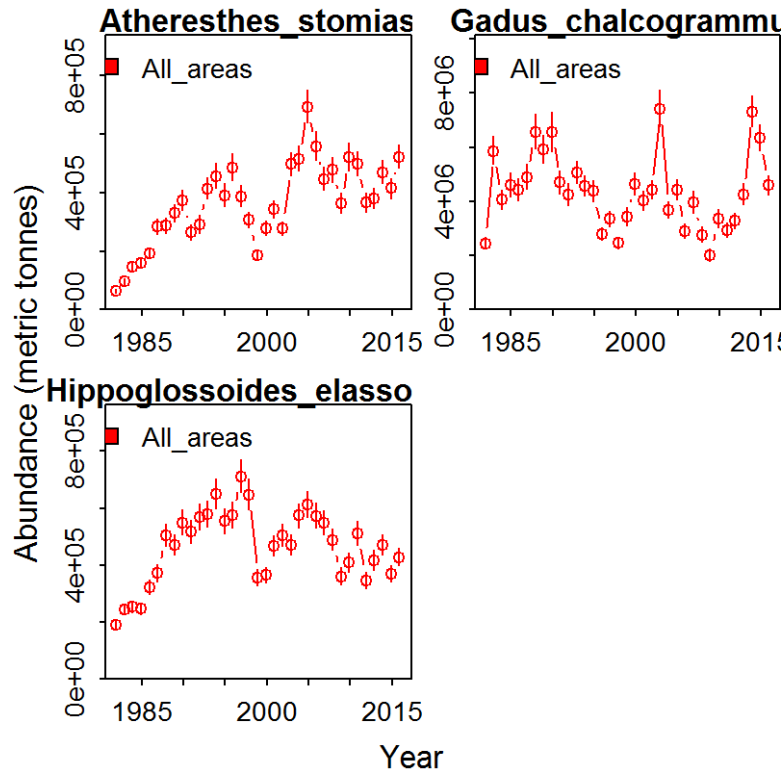 Atheresthes_stomias
All_areas
0e+00 4e+05 8e+05
1985 2000 2015
Gadus_chalcogrammu
All_areas
0e+00 4e+06 8e+06
1985 2000 2015
Hippoglossoides_elasso
All_areas
0e+00 4e+05 8e+05
1985 2000 2015
Abundance (metric tonnes)
Year